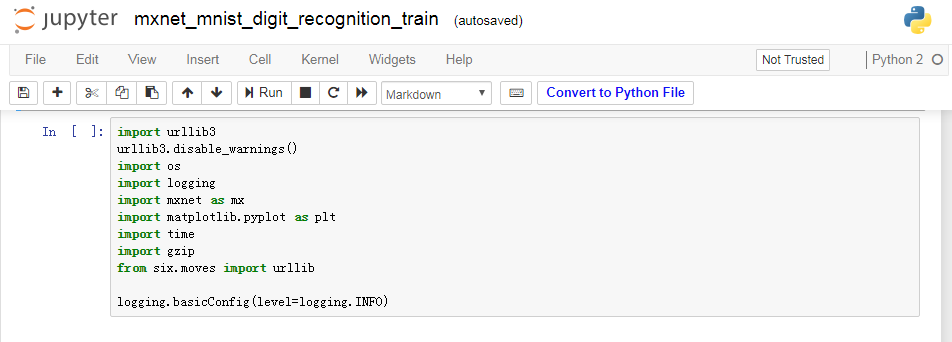 jupyter mxnet_mnist_digit_recognition_train (autosaved)
File Edit View Insert Cell Kernel Widgets Help Not Trusted Python 2
Run Markdown Convert to Python File
In [ ]: import urllib3
urllib3.disable_warnings()
import os
import logging
import mxnet as mx
import matplotlib.pyplot as plt
import time
import gzip
from six.moves import urllib
logging.basicConfig(level=logging.INFO)